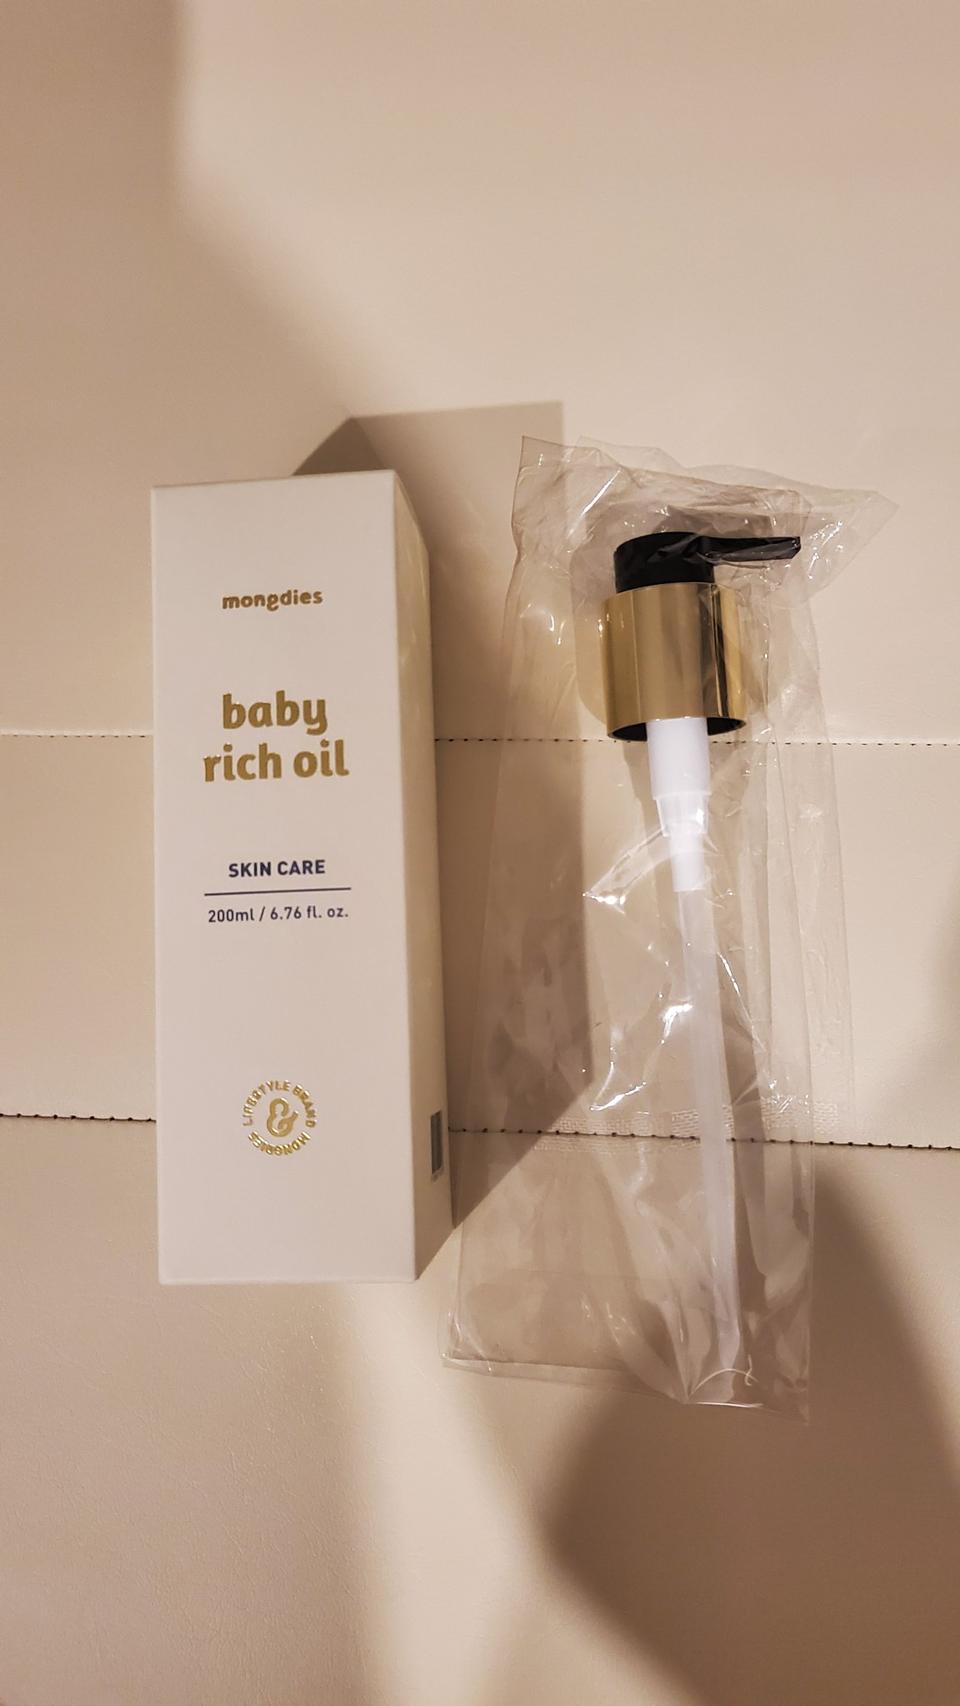 mongdies
baby
rich oil
SKIN CARE
200ml / 6.76 fl. oz.
LIFESTYLE BRAND MONGDIES
&